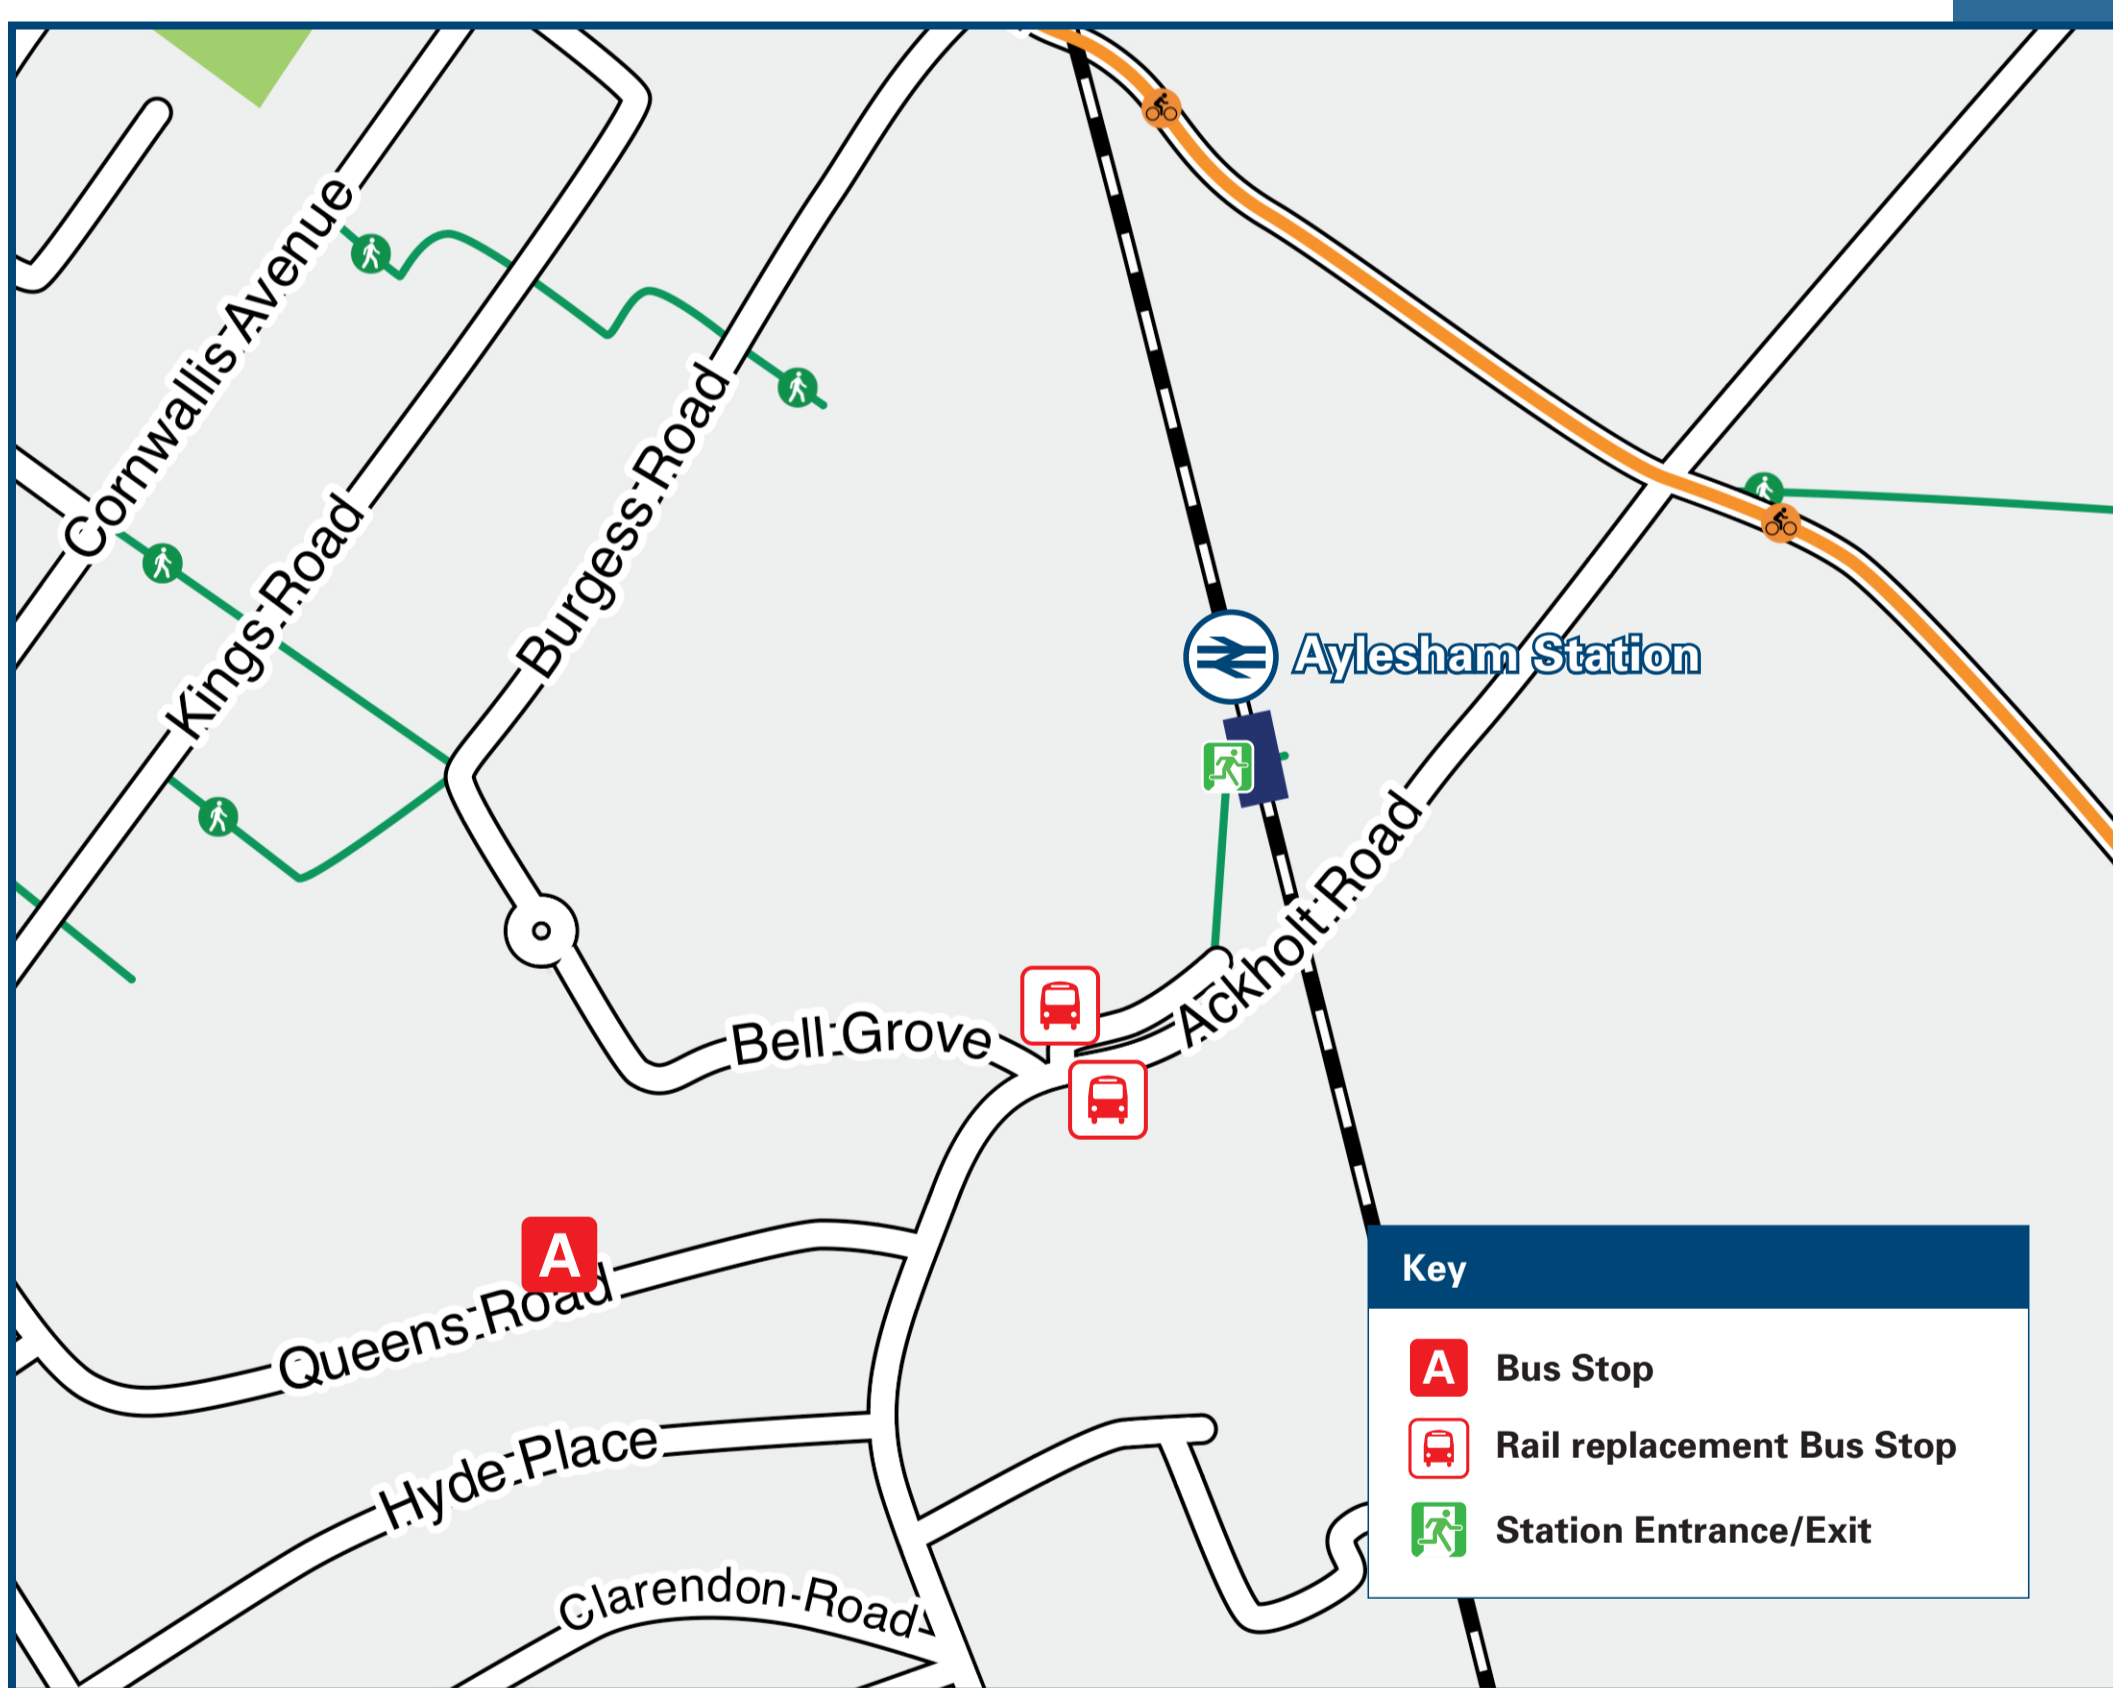 Cornwallis Avenue
Kings Road
Burgess Road
Aylesham Station
Ackholt Road
Bell Grove
A
Queens Road
Hyde Place
Clarendon Road
Key
A Bus Stop
Rail replacement Bus Stop
Station Entrance/Exit